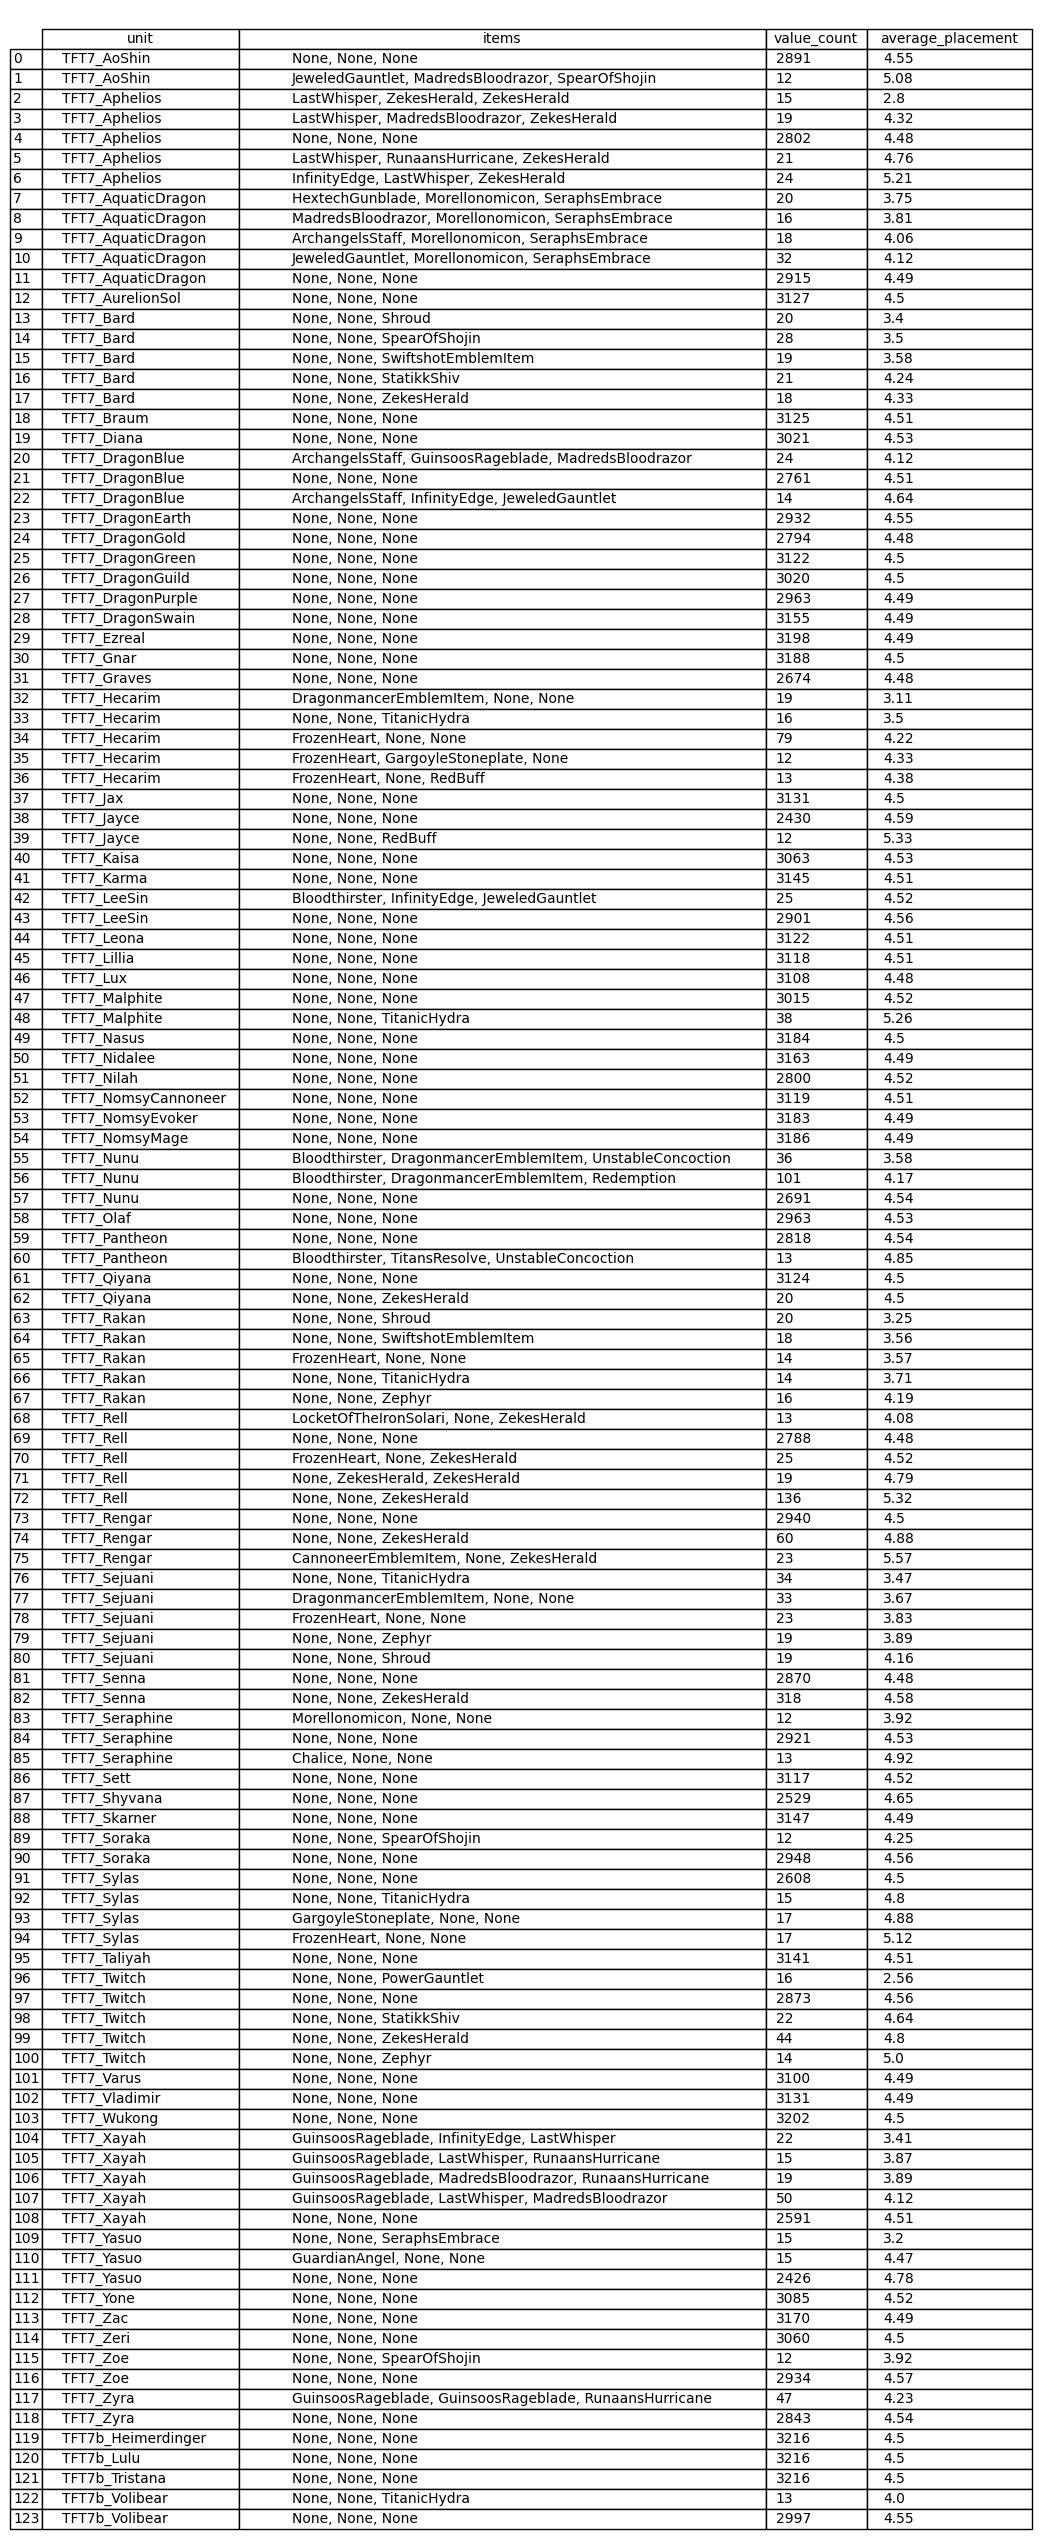 unit items value_count average_placement
0 TFT7_AoShin None, None, None 2891 4.55
1 TFT7_AoShin JeweledGauntlet, MadredsBloodrazor, SpearOfShojin 12 5.08
2 TFT7_Aphelios LastWhisper, ZekesHerald, ZekesHerald 15 2.8
3 TFT7_Aphelios LastWhisper, MadredsBloodrazor, ZekesHerald 19 4.32
4 TFT7_Aphelios None, None, None 2802 4.48
5 TFT7_Aphelios LastWhisper, RunaansHurricane, ZekesHerald 21 4.76
6 TFT7_Aphelios InfinityEdge, LastWhisper, ZekesHerald 24 5.21
7 TFT7_AquaticDragon HextechGunblade, Morellonomicon, SeraphsEmbrace 20 3.75
8 TFT7_AquaticDragon MadredsBloodrazor, Morellonomicon, SeraphsEmbrace 16 3.81
9 TFT7_AquaticDragon ArchangelsStaff, Morellonomicon, SeraphsEmbrace 18 4.06
10 TFT7_AquaticDragon JeweledGauntlet, Morellonomicon, SeraphsEmbrace 32 4.12
11 TFT7_AquaticDragon None, None, None 2915 4.49
12 TFT7_AurelionSol None, None, None 3127 4.5
13 TFT7_Bard None, None, Shroud 20 3.4
14 TFT7_Bard None, None, SpearOfShojin 28 3.5
15 TFT7_Bard None, None, SwiftshotEmblemItem 19 3.58
16 TFT7_Bard None, None, StatikkShiv 21 4.24
17 TFT7_Bard None, None, ZekesHerald 18 4.33
18 TFT7_Braum None, None, None 3125 4.51
19 TFT7_Diana None, None, None 3021 4.53
20 TFT7_DragonBlue ArchangelsStaff, GuinsoosRageblade, MadredsBloodrazor 24 4.12
21 TFT7_DragonBlue None, None, None 2761 4.51
22 TFT7_DragonBlue ArchangelsStaff, InfinityEdge, JeweledGauntlet 14 4.64
23 TFT7_DragonEarth None, None, None 2932 4.55
24 TFT7_DragonGold None, None, None 2794 4.48
25 TFT7_DragonGreen None, None, None 3122 4.5
26 TFT7_DragonGuild None, None, None 3020 4.5
27 TFT7_DragonPurple None, None, None 2963 4.49
28 TFT7_DragonSwain None, None, None 3155 4.49
29 TFT7_Ezreal None, None, None 3198 4.49
30 TFT7_Gnar None, None, None 3188 4.5
31 TFT7_Graves None, None, None 2674 4.48
32 TFT7_Hecarim DragonmancerEmblemItem, None, None 19 3.11
33 TFT7_Hecarim None, None, TitanicHydra 16 3.5
34 TFT7_Hecarim FrozenHeart, None, None 79 4.22
35 TFT7_Hecarim FrozenHeart, GargoyleStoneplate, None 12 4.33
36 TFT7_Hecarim FrozenHeart, None, RedBuff 13 4.38
37 TFT7_Jax None, None, None 3131 4.5
38 TFT7_Jayce None, None, None 2430 4.59
39 TFT7_Jayce None, None, RedBuff 12 5.33
40 TFT7_Kaisa None, None, None 3063 4.53
41 TFT7_Karma None, None, None 3145 4.51
42 TFT7_LeeSin Bloodthirster, InfinityEdge, JeweledGauntlet 25 4.52
43 TFT7_LeeSin None, None, None 2901 4.56
44 TFT7_Leona None, None, None 3122 4.51
45 TFT7_Lillia None, None, None 3118 4.51
46 TFT7_Lux None, None, None 3108 4.48
47 TFT7_Malphite None, None, None 3015 4.52
48 TFT7_Malphite None, None, TitanicHydra 38 5.26
49 TFT7_Nasus None, None, None 3184 4.5
50 TFT7_Nidalee None, None, None 3163 4.49
51 TFT7_Nilah None, None, None 2800 4.52
52 TFT7_NomsyCannoneer None, None, None 3119 4.51
53 TFT7_NomsyEvoker None, None, None 3183 4.49
54 TFT7_NomsyMage None, None, None 3186 4.49
55 TFT7_Nunu Bloodthirster, DragonmancerEmblemItem, UnstableConcoction 36 3.58
56 TFT7_Nunu Bloodthirster, DragonmancerEmblemItem, Redemption 101 4.17
57 TFT7_Nunu None, None, None 2691 4.54
58 TFT7_Olaf None, None, None 2963 4.53
59 TFT7_Pantheon None, None, None 2818 4.54
60 TFT7_Pantheon Bloodthirster, TitansResolve, UnstableConcoction 13 4.85
61 TFT7_Qiyana None, None, None 3124 4.5
62 TFT7_Qiyana None, None, ZekesHerald 20 4.5
63 TFT7_Rakan None, None, Shroud 20 3.25
64 TFT7_Rakan None, None, SwiftshotEmblemItem 18 3.56
65 TFT7_Rakan FrozenHeart, None, None 14 3.57
66 TFT7_Rakan None, None, TitanicHydra 14 3.71
67 TFT7_Rakan None, None, Zephyr 16 4.19
68 TFT7_Rell LocketOfTheIronSolari, None, ZekesHerald 13 4.08
69 TFT7_Rell None, None, None 2788 4.48
70 TFT7_Rell FrozenHeart, None, ZekesHerald 25 4.52
71 TFT7_Rell None, ZekesHerald, ZekesHerald 19 4.79
72 TFT7_Rell None, None, ZekesHerald 136 5.32
73 TFT7_Rengar None, None, None 2940 4.5
74 TFT7_Rengar None, None, ZekesHerald 60 4.88
75 TFT7_Rengar CannoneerEmblemItem, None, ZekesHerald 23 5.57
76 TFT7_Sejuani None, None, TitanicHydra 34 3.47
77 TFT7_Sejuani DragonmancerEmblemItem, None, None 33 3.67
78 TFT7_Sejuani FrozenHeart, None, None 23 3.83
79 TFT7_Sejuani None, None, Zephyr 19 3.89
80 TFT7_Sejuani None, None, Shroud 19 4.16
81 TFT7_Senna None, None, None 2870 4.48
82 TFT7_Senna None, None, ZekesHerald 318 4.58
83 TFT7_Seraphine Morellonomicon, None, None 12 3.92
84 TFT7_Seraphine None, None, None 2921 4.53
85 TFT7_Seraphine Chalice, None, None 13 4.92
86 TFT7_Sett None, None, None 3117 4.52
87 TFT7_Shyvana None, None, None 2529 4.65
88 TFT7_Skarner None, None, None 3147 4.49
89 TFT7_Soraka None, None, SpearOfShojin 12 4.25
90 TFT7_Soraka None, None, None 2948 4.56
91 TFT7_Sylas None, None, None 2608 4.5
92 TFT7_Sylas None, None, TitanicHydra 15 4.8
93 TFT7_Sylas GargoyleStoneplate, None, None 17 4.88
94 TFT7_Sylas FrozenHeart, None, None 17 5.12
95 TFT7_Taliyah None, None, None 3141 4.51
96 TFT7_Twitch None, None, PowerGauntlet 16 2.56
97 TFT7_Twitch None, None, None 2873 4.56
98 TFT7_Twitch None, None, StatikkShiv 22 4.64
99 TFT7_Twitch None, None, ZekesHerald 44 4.8
100 TFT7_Twitch None, None, Zephyr 14 5.0
101 TFT7_Varus None, None, None 3100 4.49
102 TFT7_Vladimir None, None, None 3131 4.49
103 TFT7_Wukong None, None, None 3202 4.5
104 TFT7_Xayah GuinsoosRageblade, InfinityEdge, LastWhisper 22 3.41
105 TFT7_Xayah GuinsoosRageblade, LastWhisper, RunaansHurricane 15 3.87
106 TFT7_Xayah GuinsoosRageblade, MadredsBloodrazor, RunaansHurricane 19 3.89
107 TFT7_Xayah GuinsoosRageblade, LastWhisper, MadredsBloodrazor 50 4.12
108 TFT7_Xayah None, None, None 2591 4.51
109 TFT7_Yasuo None, None, SeraphsEmbrace 15 3.2
110 TFT7_Yasuo GuardianAngel, None, None 15 4.47
111 TFT7_Yasuo None, None, None 2426 4.78
112 TFT7_Yone None, None, None 3085 4.52
113 TFT7_Zac None, None, None 3170 4.49
114 TFT7_Zeri None, None, None 3060 4.5
115 TFT7_Zoe None, None, SpearOfShojin 12 3.92
116 TFT7_Zoe None, None, None 2934 4.57
117 TFT7_Zyra GuinsoosRageblade, GuinsoosRageblade, RunaansHurricane 47 4.23
118 TFT7_Zyra None, None, None 2843 4.54
119 TFT7b_Heimerdinger None, None, None 3216 4.5
120 TFT7b_Lulu None, None, None 3216 4.5
121 TFT7b_Tristana None, None, None 3216 4.5
122 TFT7b_Volibear None, None, TitanicHydra 13 4.0
123 TFT7b_Volibear None, None, None 2997 4.55